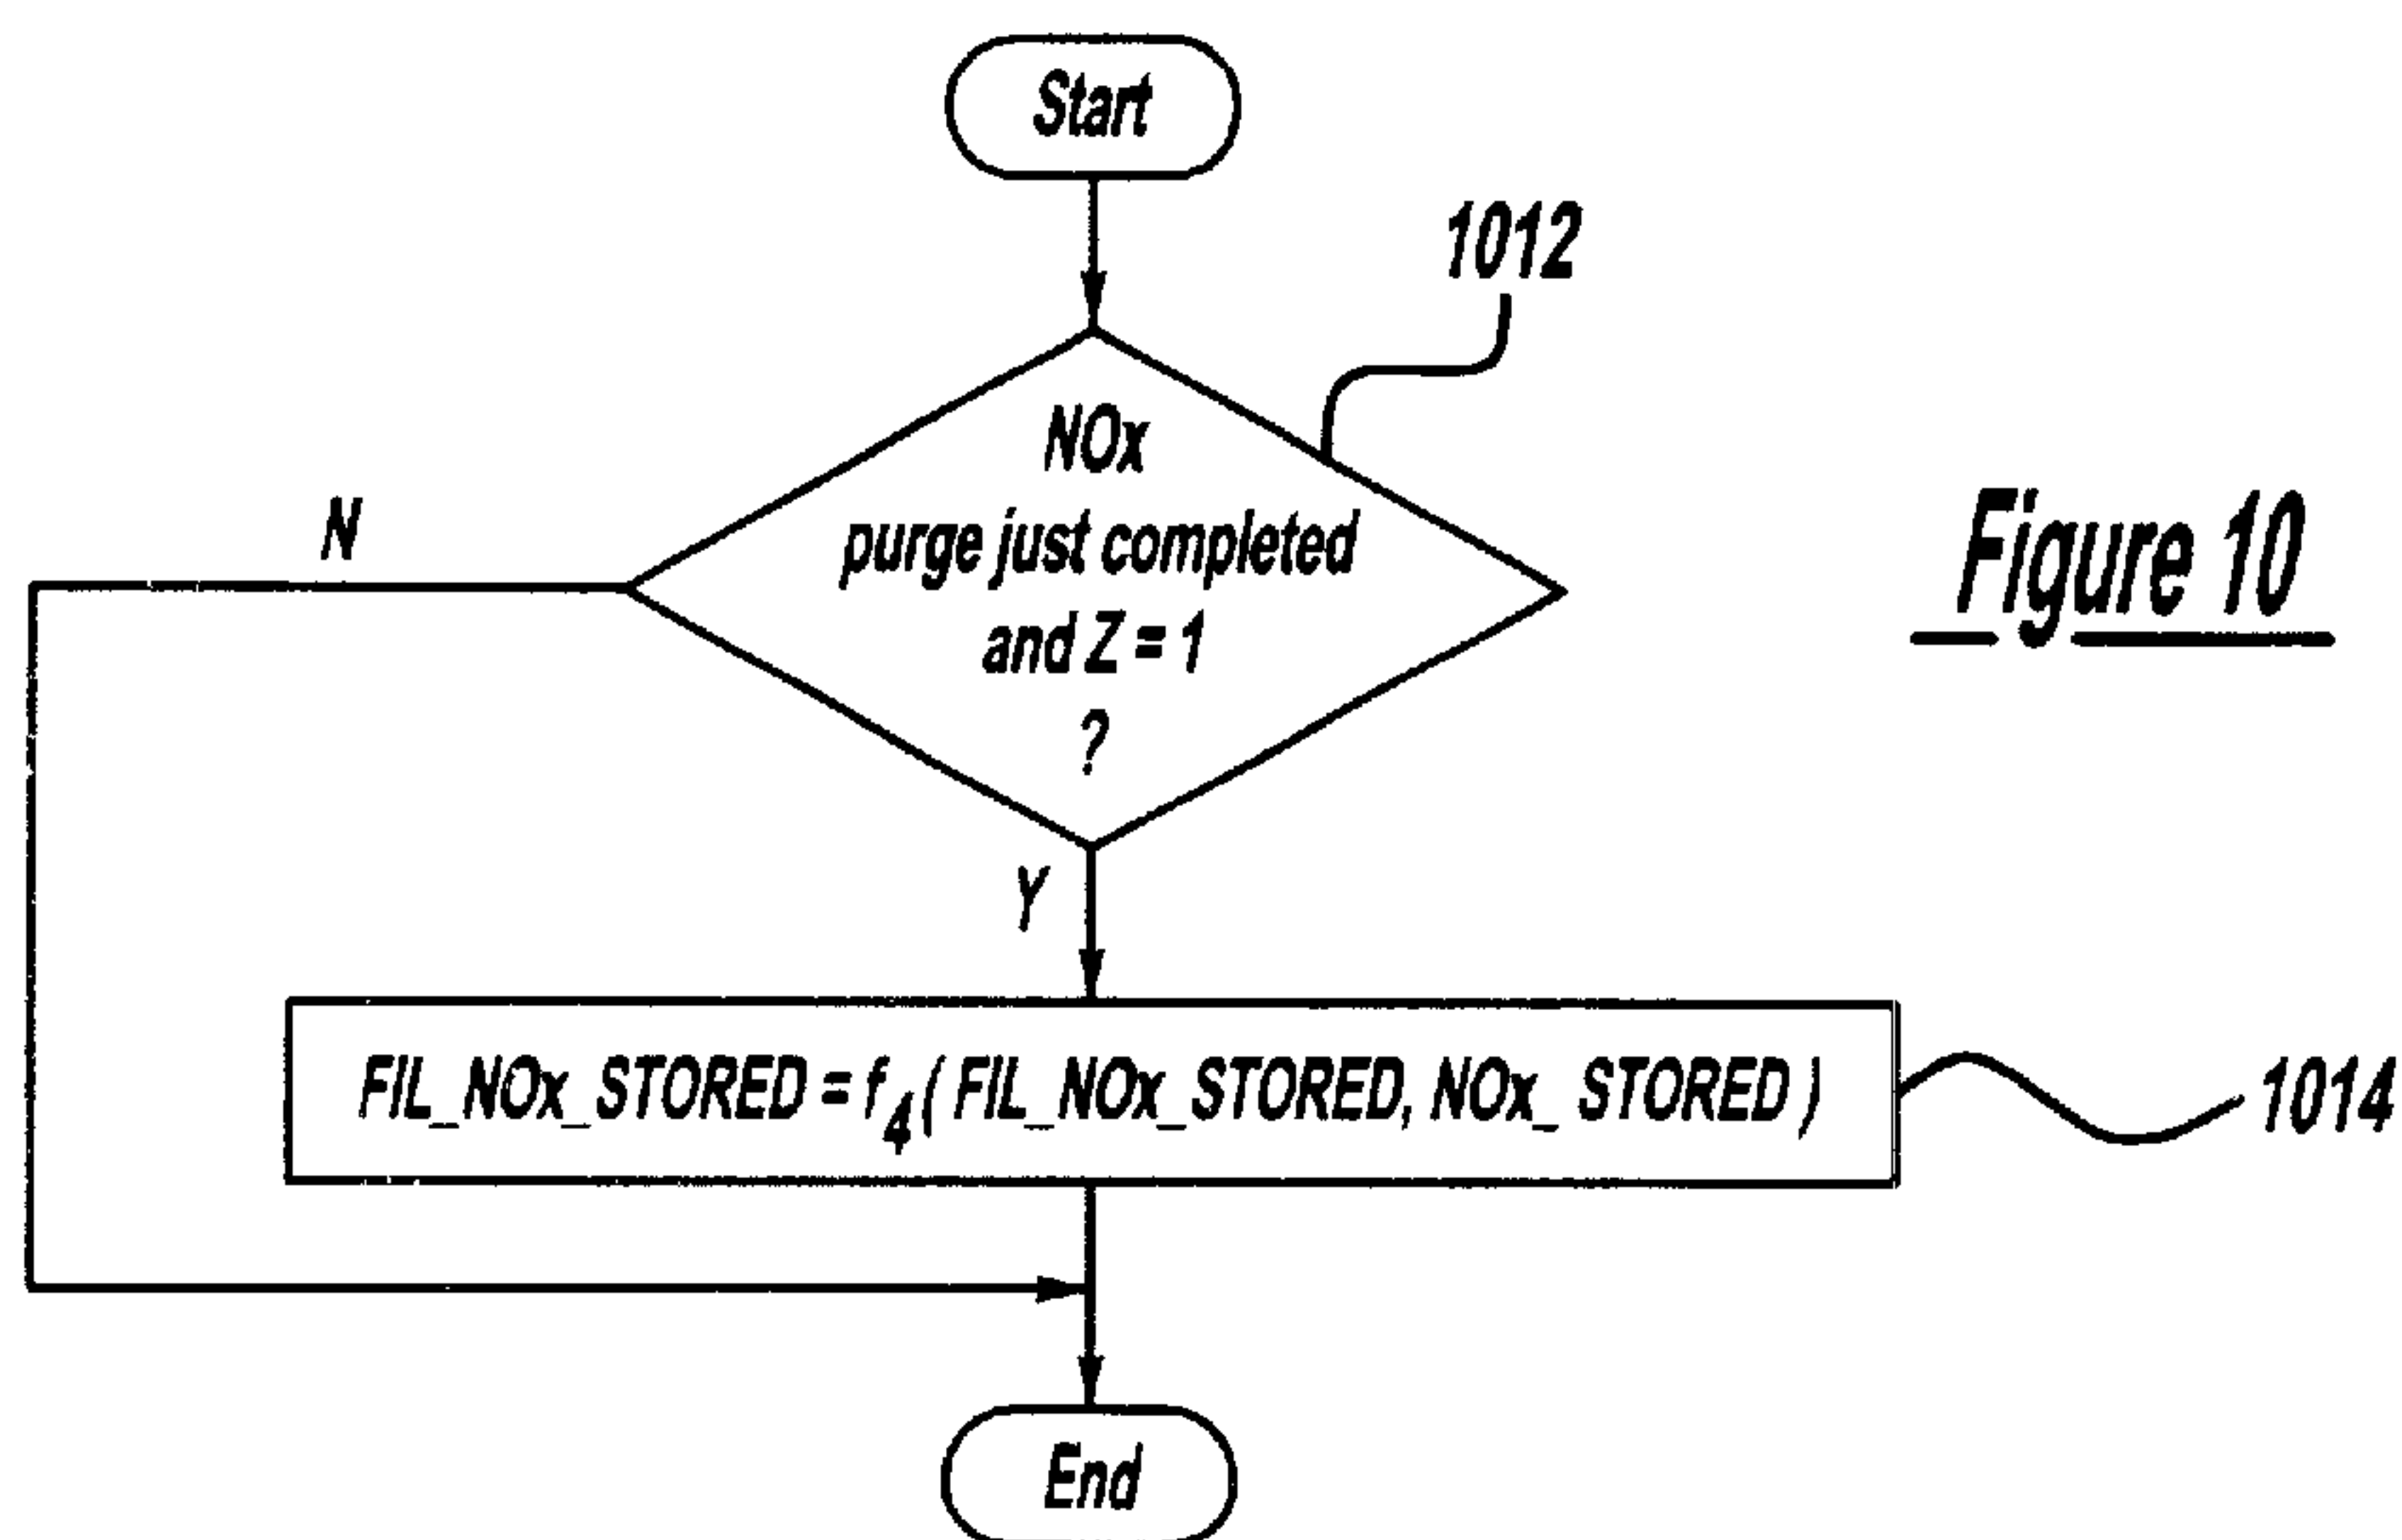 Start
1012
NOx
purge just completed
and Z = 1
?
N
Figure 10
Y
FIL_NOx_STORED = f4 ( FIL_NOx_STORED, NOx_ STORED )
1014
End